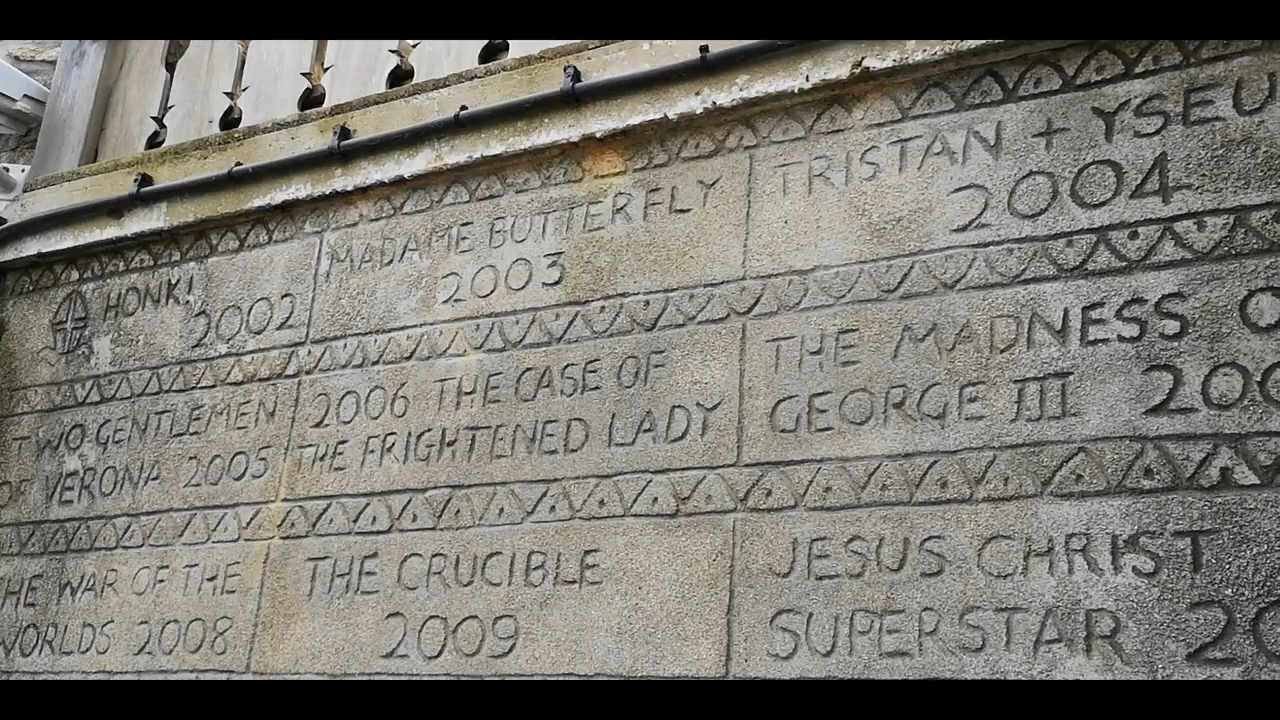 HONK!
2002
MADAME BUTTERFLY
2003
TRISTAN + YSEU
2004
TWO GENTLEMEN
OF VERONA 2005
2006 THE CASE OF
THE FRIGHTENED LADY
THE MADNESS O
GEORGE III 200
THE WAR OF THE
WORLDS 2008
THE CRUCIBLE
2009
JESUS CHRIST
SUPERSTAR 20